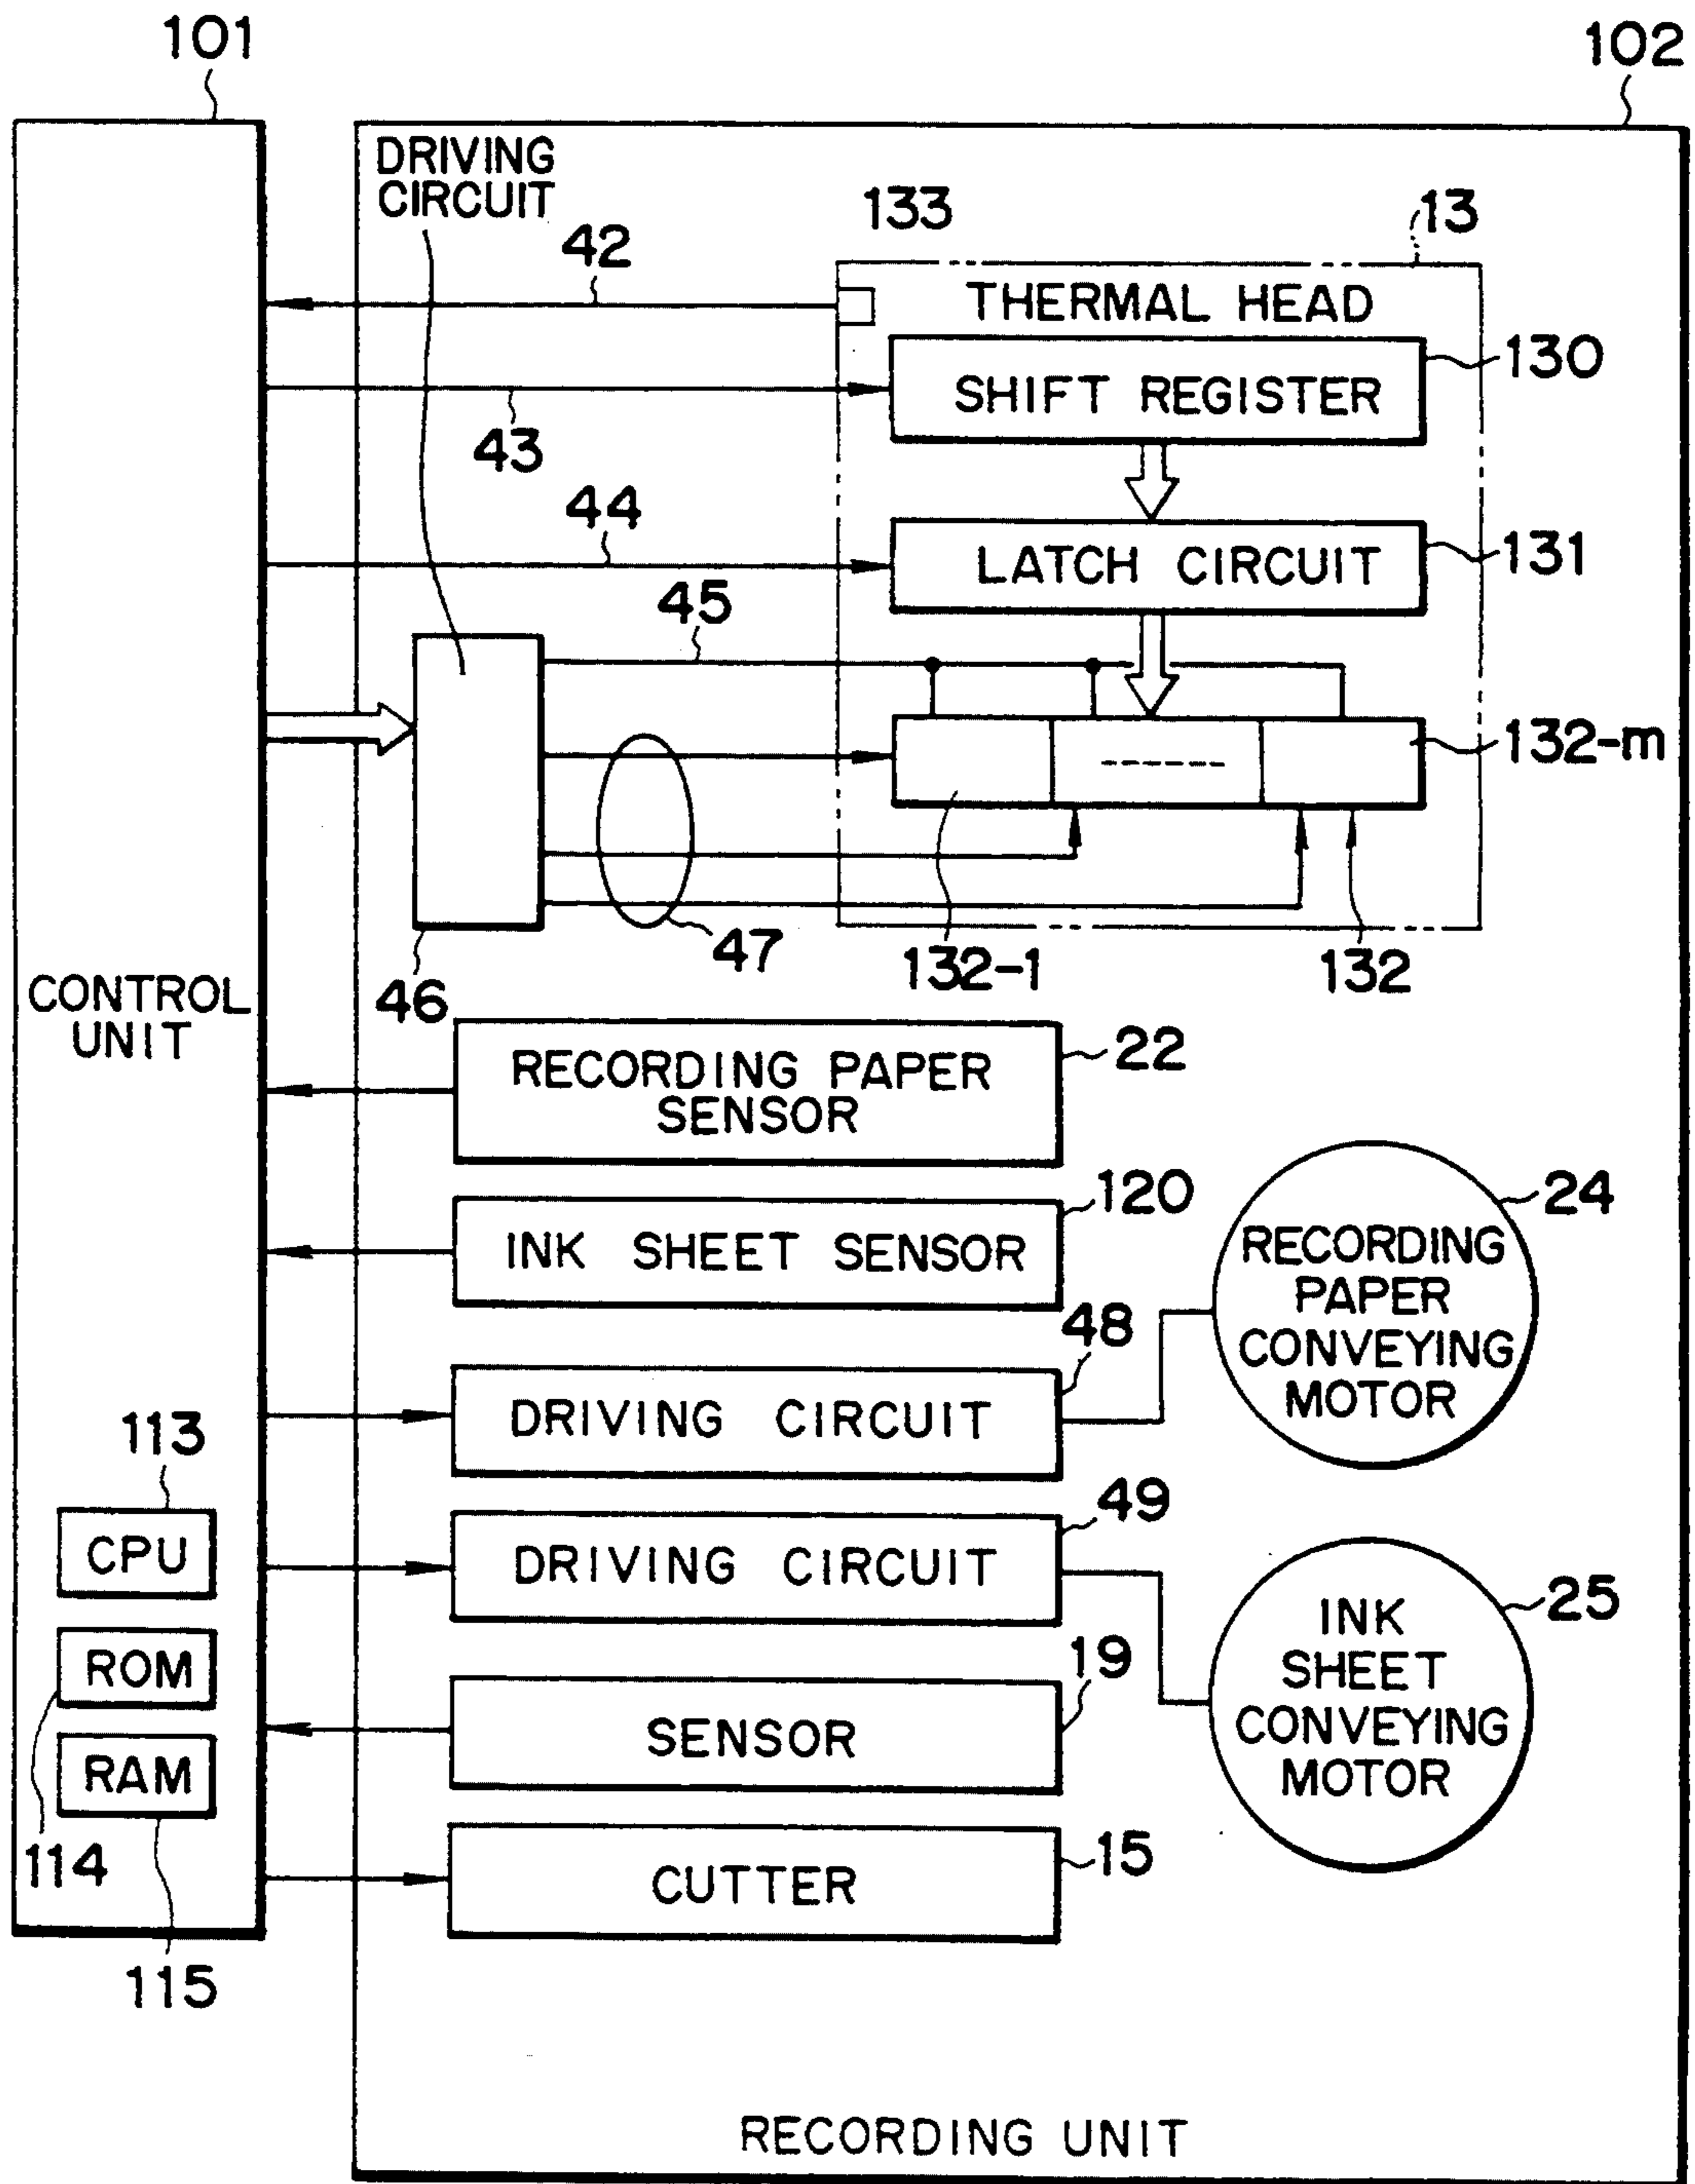 101
102
DRIVING
CIRCUIT
133
13
42
THERMAL HEAD
130
SHIFT REGISTER
43
44
131
LATCH CIRCUIT
45
132-m
47
132-1
132
46
CONTROL
UNIT
22
RECORDING PAPER
SENSOR
120
INK SHEET SENSOR
24
RECORDING
PAPER
CONVEYING
MOTOR
48
DRIVING CIRCUIT
113
CPU
49
DRIVING CIRCUIT
25
INK
SHEET
CONVEYING
MOTOR
ROM
19
SENSOR
RAM
114
15
CUTTER
115
RECORDING UNIT